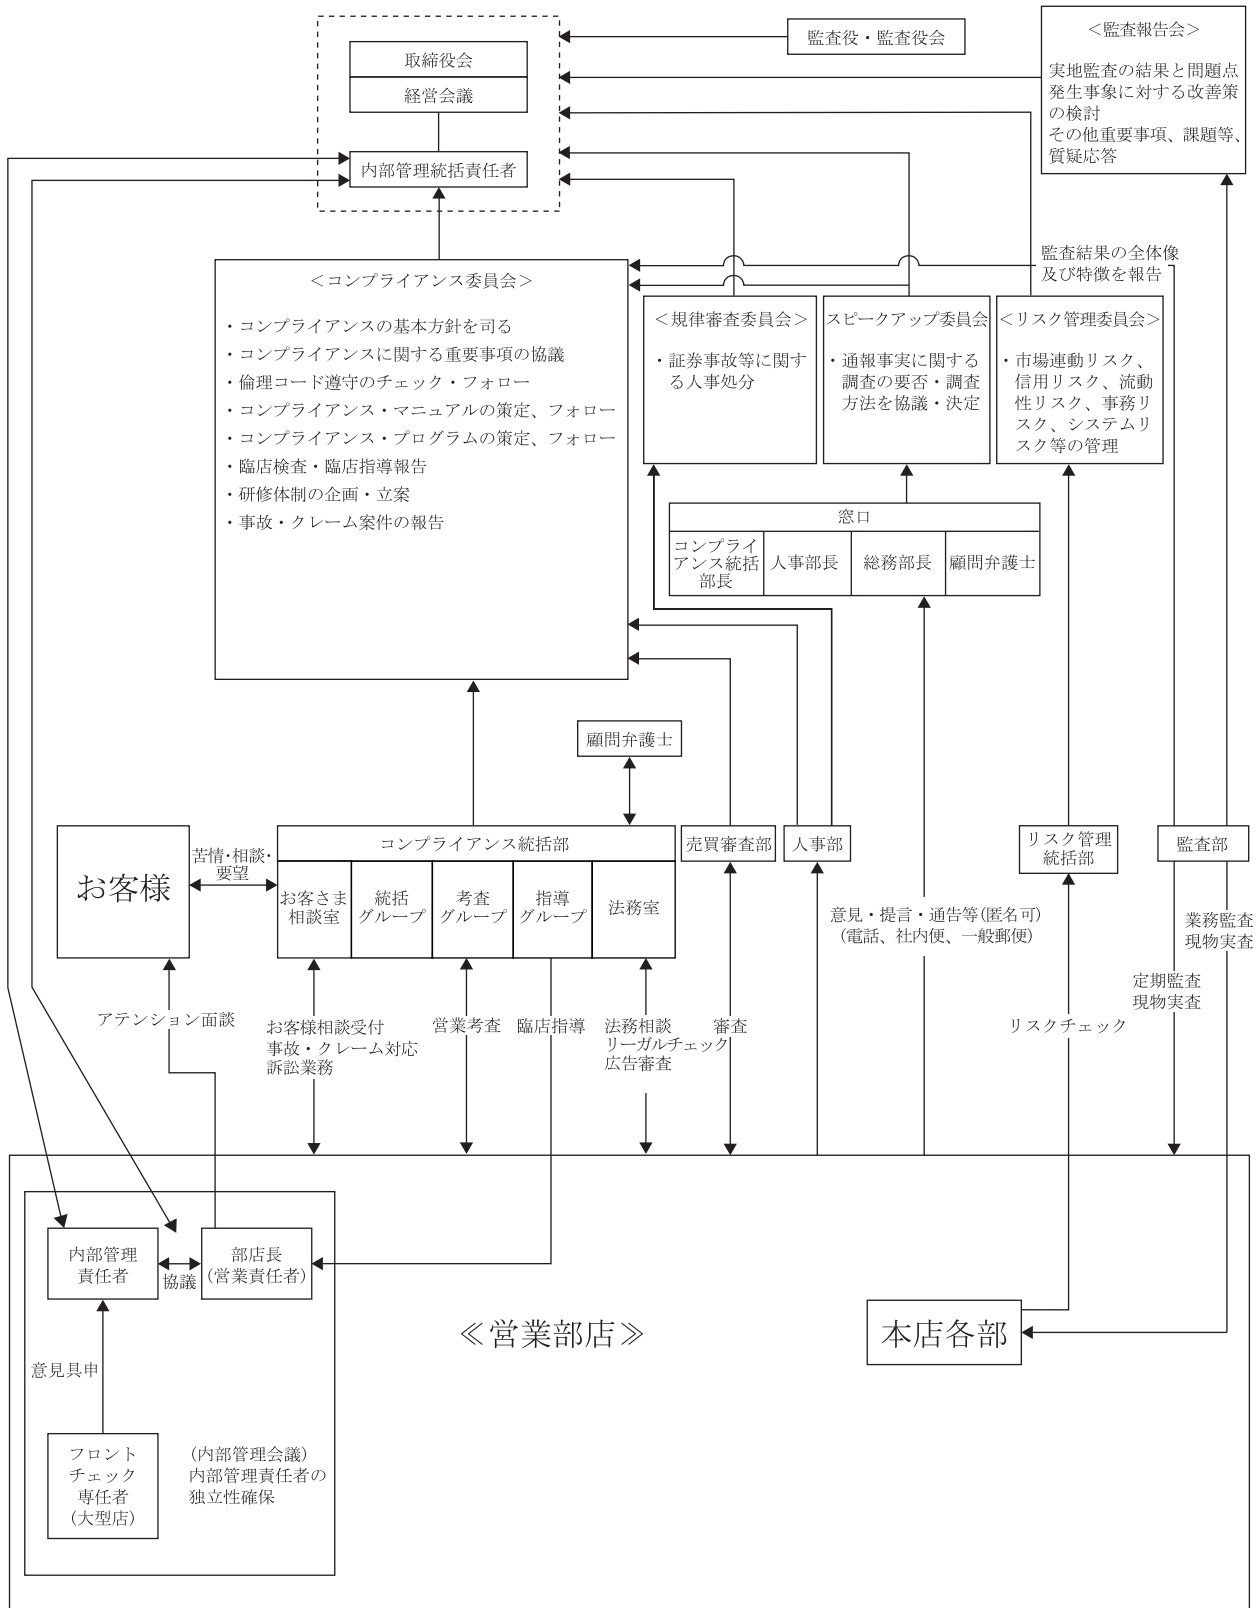 監査役・監査役会
＜監査報告会＞
実地監査の結果と問題点
発生事象に対する改善策
の検討
その他重要事項、課題等、
質疑応答
取締役会
経営会議
内部管理統括責任者
監査結果の全体像
及び特徴を報告
＜コンプライアンス委員会＞
・コンプライアンスの基本方針を司る
・コンプライアンスに関する重要事項の協議
・倫理コード遵守のチェック・フォロー
・コンプライアンス・マニュアルの策定、フォロー
・コンプライアンス・プログラムの策定、フォロー
・臨店検査・臨店指導報告
・研修体制の企画・立案
・事故・クレーム案件の報告
＜規律審査委員会＞
・証券事故等に関す
る人事処分
スピークアップ委員会
・通報事実に関する
調査の要否・調査
方法を協議・決定
＜リスク管理委員会＞
・市場連動リスク、
信用リスク、流動
性リスク、事務リ
スク、システムリ
スク等の管理
窓口
コンプライ
アンス統括
部長
人事部長
総務部長
顧問弁護士
顧問弁護士
お客様
苦情・相談・
要望
コンプライアンス統括部
お客さま
相談室
統括
グループ
考査
グループ
指導
グループ
法務室
売買審査部
人事部
リスク管理
統括部
監査部
意見・提言・通告等(匿名可)
(電話、社内便、一般郵便)
業務監査
現物実査
定期監査
現物実査
アテンション面談
お客様相談受付
事故・クレーム対応
訴訟業務
営業考査
臨店指導
法務相談
リーガルチェック
広告審査
審査
リスクチェック
内部管理
責任者
協議
部店長
(営業責任者)
≪営業部店≫
本店各部
意見具申
フロント
チェック
専任者
(大型店)
(内部管理会議)
内部管理責任者の
独立性確保